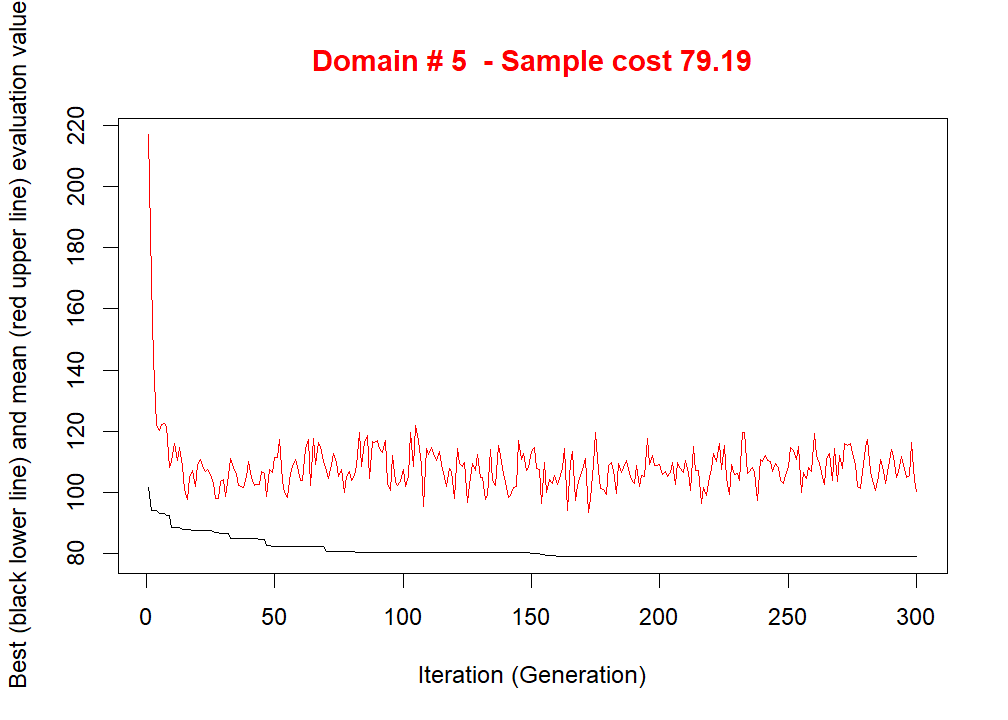 Domain # 5  - Sample cost 79.19
Best (black lower line) and mean (red upper line) evaluation value
220
200
180
160
140
120
100
80
0 50 100 150 200 250 300
Iteration (Generation)